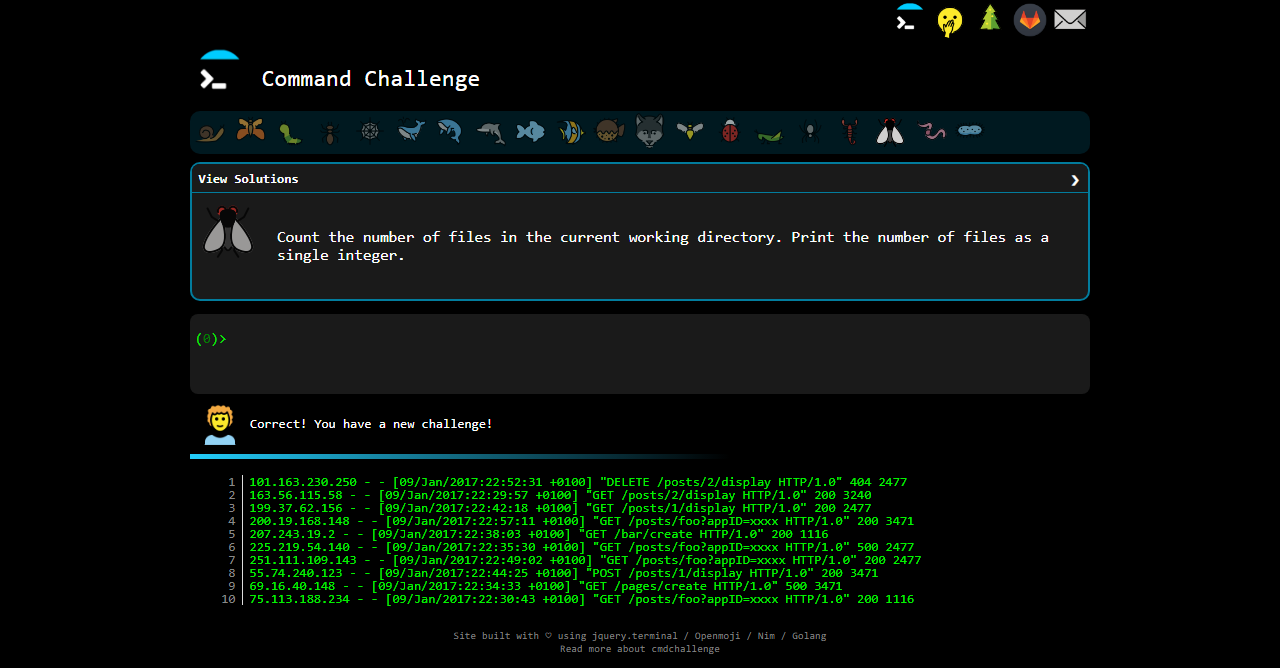 Command Challenge
View Solutions ❯
Count the number of files in the current working directory. Print the number of files as a
single integer.
(0)>
Correct! You have a new challenge!
1 101.163.230.250 - - [09/Jan/2017:22:52:31 +0100] "DELETE /posts/2/display HTTP/1.0" 404 2477
2 163.56.115.58 - - [09/Jan/2017:22:29:57 +0100] "GET /posts/2/display HTTP/1.0" 200 3240
3 199.37.62.156 - - [09/Jan/2017:22:42:18 +0100] "GET /posts/1/display HTTP/1.0" 200 2477
4 200.19.168.148 - - [09/Jan/2017:22:57:11 +0100] "GET /posts/foo?appID=xxxx HTTP/1.0" 200 3471
5 207.243.19.2 - - [09/Jan/2017:22:38:03 +0100] "GET /bar/create HTTP/1.0" 200 1116
6 225.219.54.140 - - [09/Jan/2017:22:35:30 +0100] "GET /posts/foo?appID=xxxx HTTP/1.0" 500 2477
7 251.111.109.143 - - [09/Jan/2017:22:49:02 +0100] "GET /posts/foo?appID=xxxx HTTP/1.0" 200 2477
8 55.74.240.123 - - [09/Jan/2017:22:44:25 +0100] "POST /posts/1/display HTTP/1.0" 200 3471
9 69.16.40.148 - - [09/Jan/2017:22:34:33 +0100] "GET /pages/create HTTP/1.0" 500 3471
10 75.113.188.234 - - [09/Jan/2017:22:30:43 +0100] "GET /posts/foo?appID=xxxx HTTP/1.0" 200 1116
Site built with ♡ using jquery.terminal / Openmoji / Nim / Golang
Read more about cmdchallenge